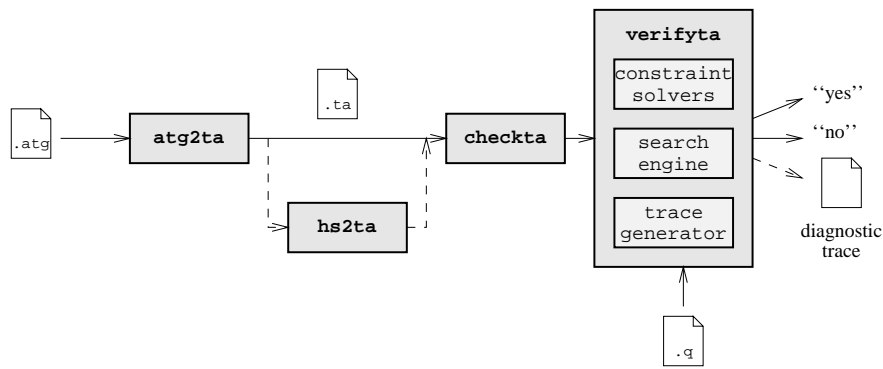 verifyta
constraint
solvers
.ta
‘‘yes’’
.atg
atg2ta
checkta
‘‘no’’
search
engine
hs2ta
trace
generator
diagnostic
trace
.q